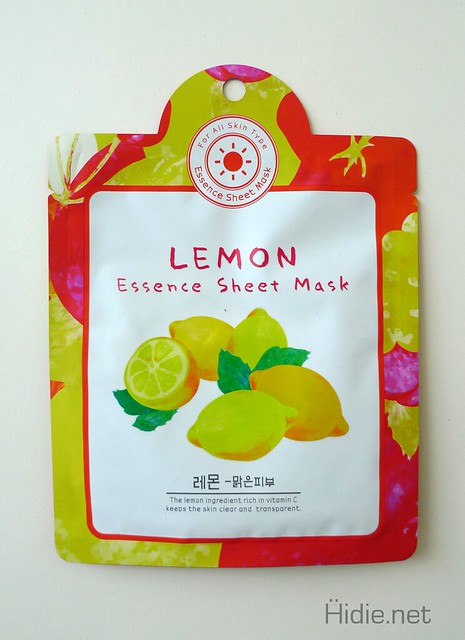 For All Skin Type
Essence Sheet Mask
LEMON
Essence Sheet Mask
레몬 -맑은피부
The lemon ingredient rich in vitamin C
keeps the skin clear and transparent.
Hidie.net